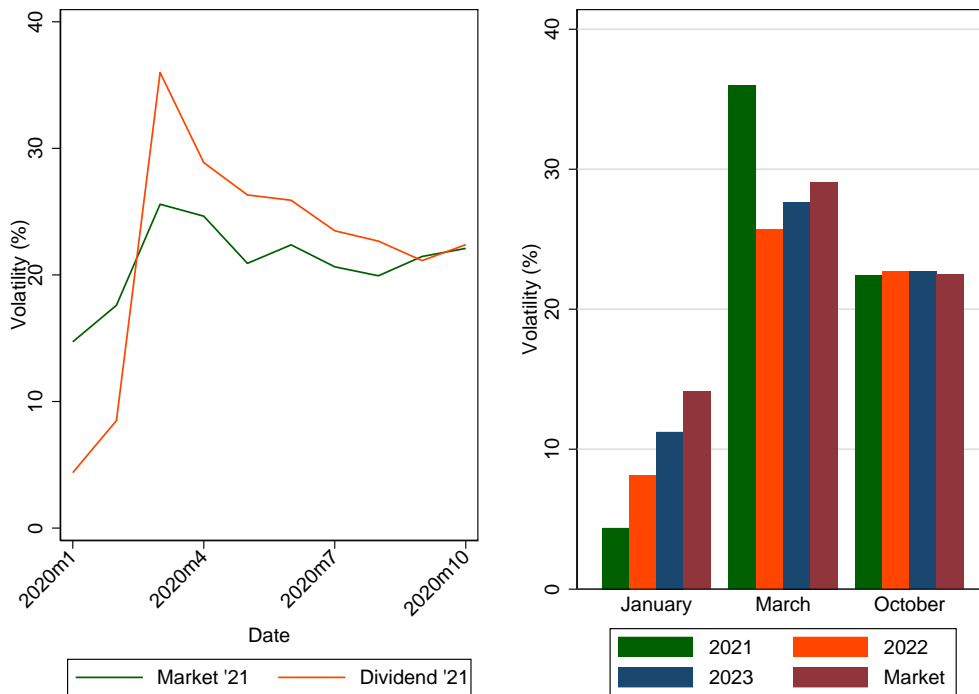 Volatility (%)
40
30
20
10
0
2020m1
2020m4
2020m7
2020m10
Date
Market '21
Dividend '21
Volatility (%)
40
30
20
10
0
January
March
October
2021
2022
2023
Market